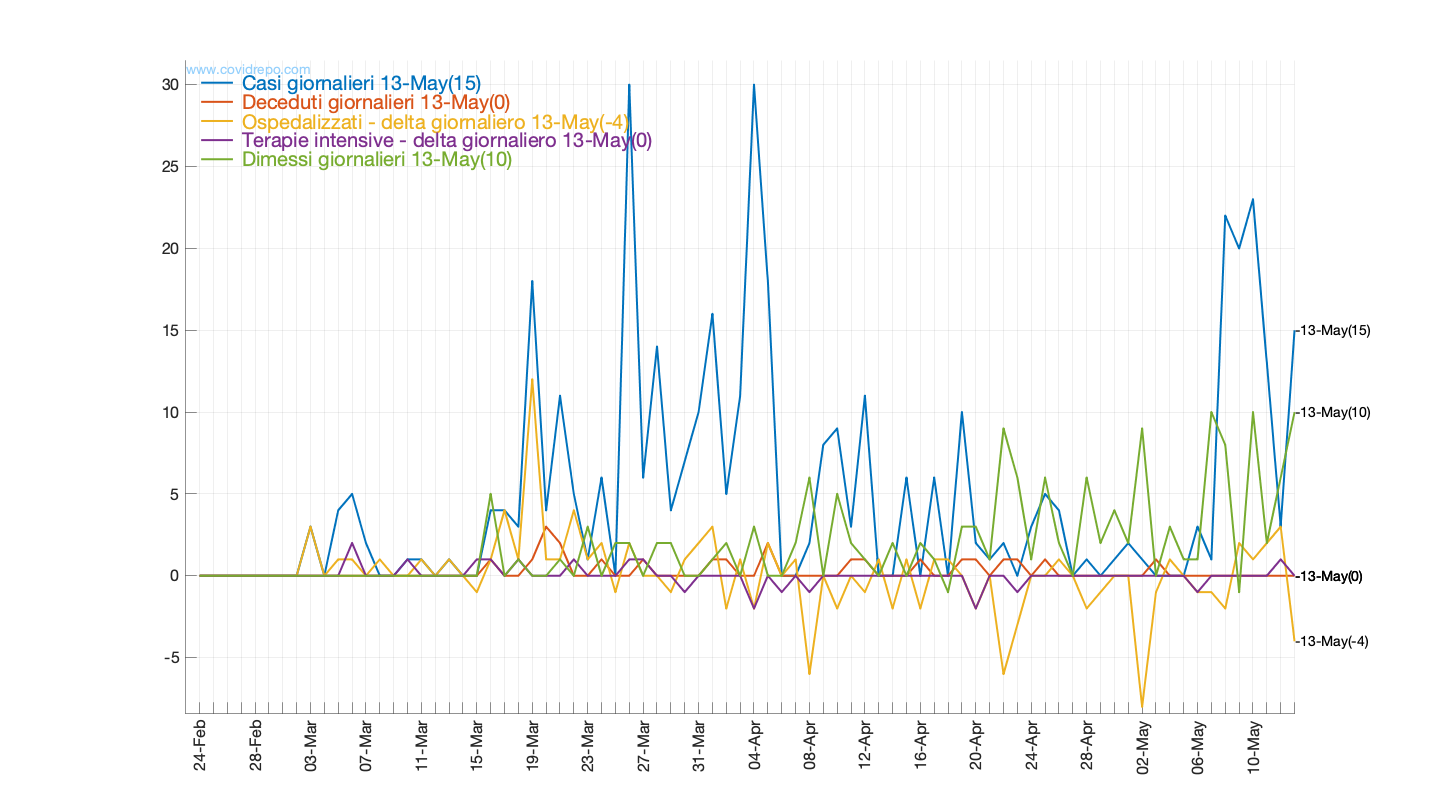 www.covidrepo.com
Casi giornalieri 13-May(15)
Deceduti giornalieri 13-May(0)
Ospedalizzati - delta giornaliero 13-May(-4)
Terapie intensive - delta giornaliero 13-May(0)
Dimessi giornalieri 13-May(10)
30
25
20
15
10
5
0
-5
13-May(15)
13-May(10)
13-May(0)
13-May(-4)
24-Feb
28-Feb
03-Mar
07-Mar
11-Mar
15-Mar
19-Mar
23-Mar
27-Mar
31-Mar
04-Apr
08-Apr
12-Apr
16-Apr
20-Apr
24-Apr
28-Apr
02-May
06-May
10-May